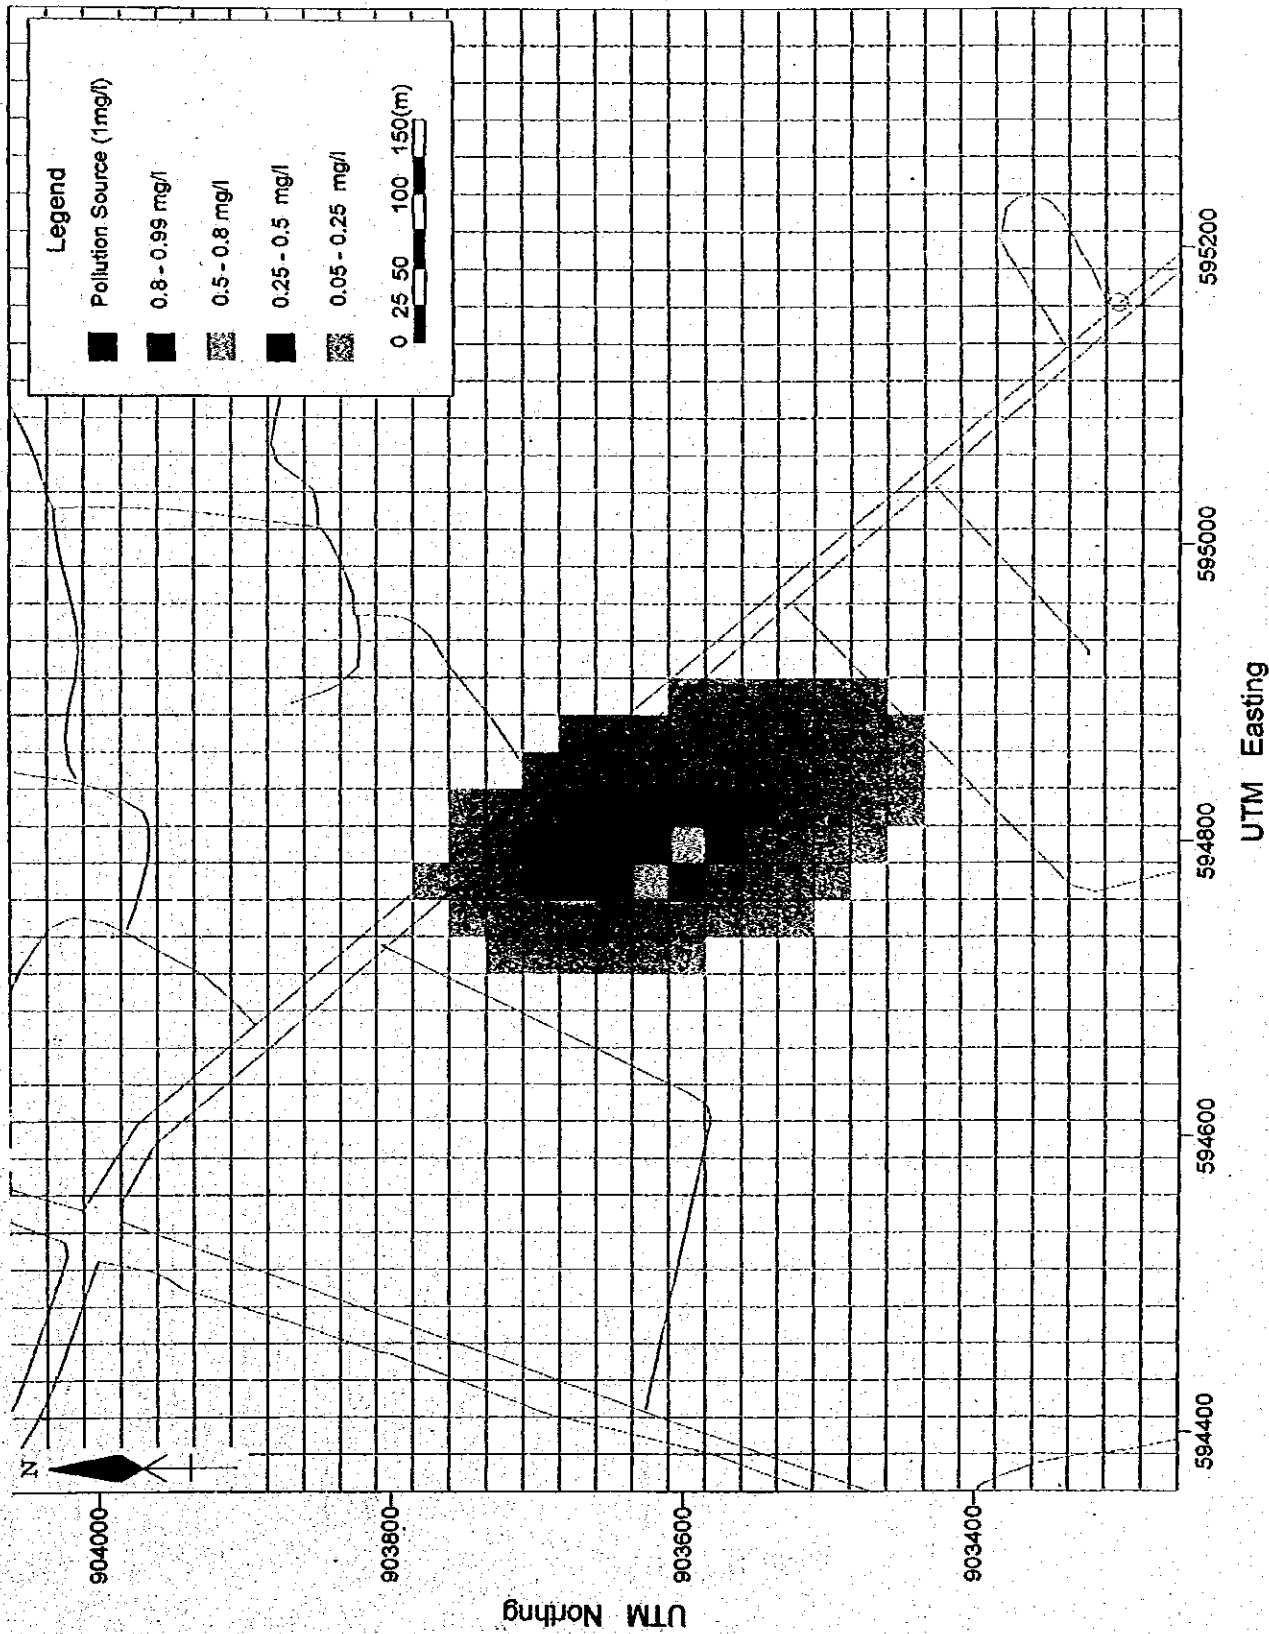 N
Legend
Pollution Source (1mg/l)
0.8 - 0.99 mg/l
0.5 - 0.8 mg/l
0.25 - 0.5 mg/l
0.05 - 0.25 mg/l
0 25 50 100 150(m)
904000
903800
903600
903400
UTM Northng
594400 594600 594800 595000 595200
UTM Easting